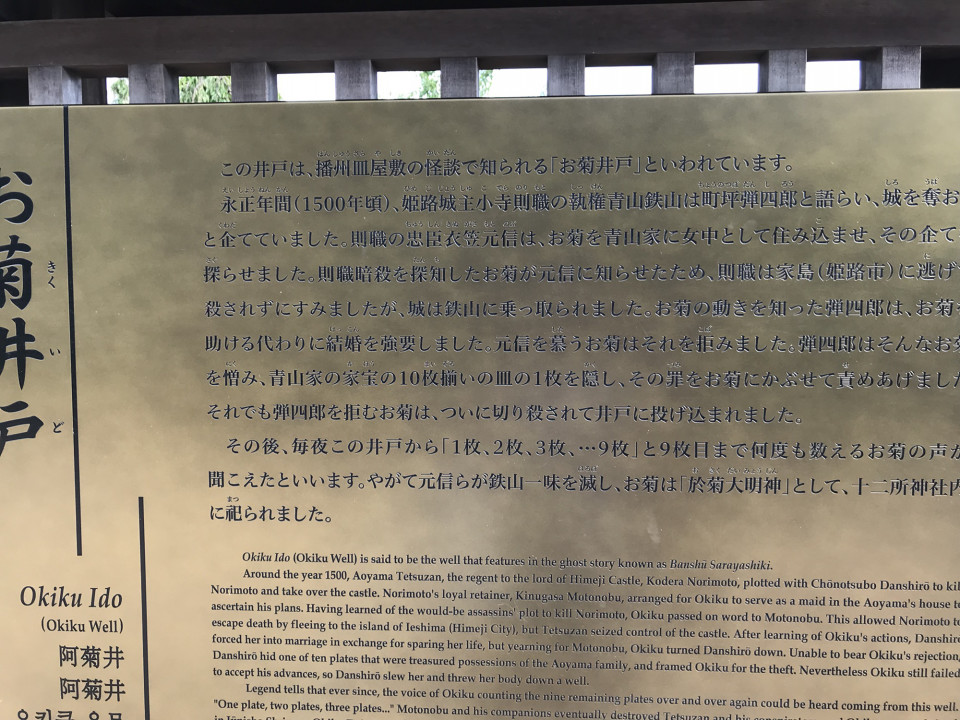 お菊井戸
きくいど
Okiku Ido
(Okiku Well)
阿菊井
阿菊井
この井戸は、播州皿屋敷の怪談で知られる「お菊井戸」といわれています。
永正年間(1500年頃)、姫路城主小寺則職の執権青山鉄山は町坪弾四郎と語らい、城を奪お
と企てていました。則職の忠臣衣笠元信は、お菊を青山家に女中として住み込ませ、その企て
探らせました。則職暗殺を探知したお菊が元信に知らせたため、則職は家島(姫路市)に逃げ
殺されずにすみましたが、城は鉄山に乗っ取られました。お菊の動きを知った弾四郎は、お菊
助ける代わりに結婚を強要しました。元信を慕うお菊はそれを拒みました。弾四郎はそんなお菊
を憎み、青山家の家宝の10枚揃いの皿の1枚を隠し、その罪をお菊にかぶせて責めあげました
それでも弾四郎を拒むお菊は、ついに切り殺されて井戸に投げ込まれました。
その後、毎夜この井戸から「1枚、2枚、3枚、…9枚」と9枚目まで何度も数えるお菊の声が
聞こえたといいます。やがて元信らが鉄山一味を滅し、お菊は「於菊大明神」として、十二所神社内
に祀られました。
Okiku Ido (Okiku Well) is said to be the well that features in the ghost story known as Banshū Sarayashiki.
Around the year 1500, Aoyama Tetsuzan, the regent to the lord of Himeji Castle, Kodera Norimoto, plotted with Chōnotsubo Danshirō to kil
Norimoto and take over the castle. Norimoto's loyal retainer, Kinugasa Motonobu, arranged for Okiku to serve as a maid in the Aoyama's house to
ascertain his plans. Having learned of the would-be assassins' plot to kill Norimoto, Okiku passed on word to Motonobu. This allowed Norimoto to
escape death by fleeing to the island of Ieshima (Himeji City), but Tetsuzan seized control of the castle. After learning of Okiku's actions, Danshirō
forced her into marriage in exchange for sparing her life, but yearning for Motonobu, Okiku turned Danshirō down. Unable to bear Okiku's rejection,
Danshirō hid one of ten plates that were treasured possessions of the Aoyama family, and framed Okiku for the theft. Nevertheless Okiku still failed
to accept his advances, so Danshirō slew her and threw her body down a well.
Legend tells that ever since, the voice of Okiku counting the nine remaining plates over and over again could be heard coming from this well.
"One plate, two plates, three plates..." Motonobu and his companions eventually destroyed Tetsuzan and his